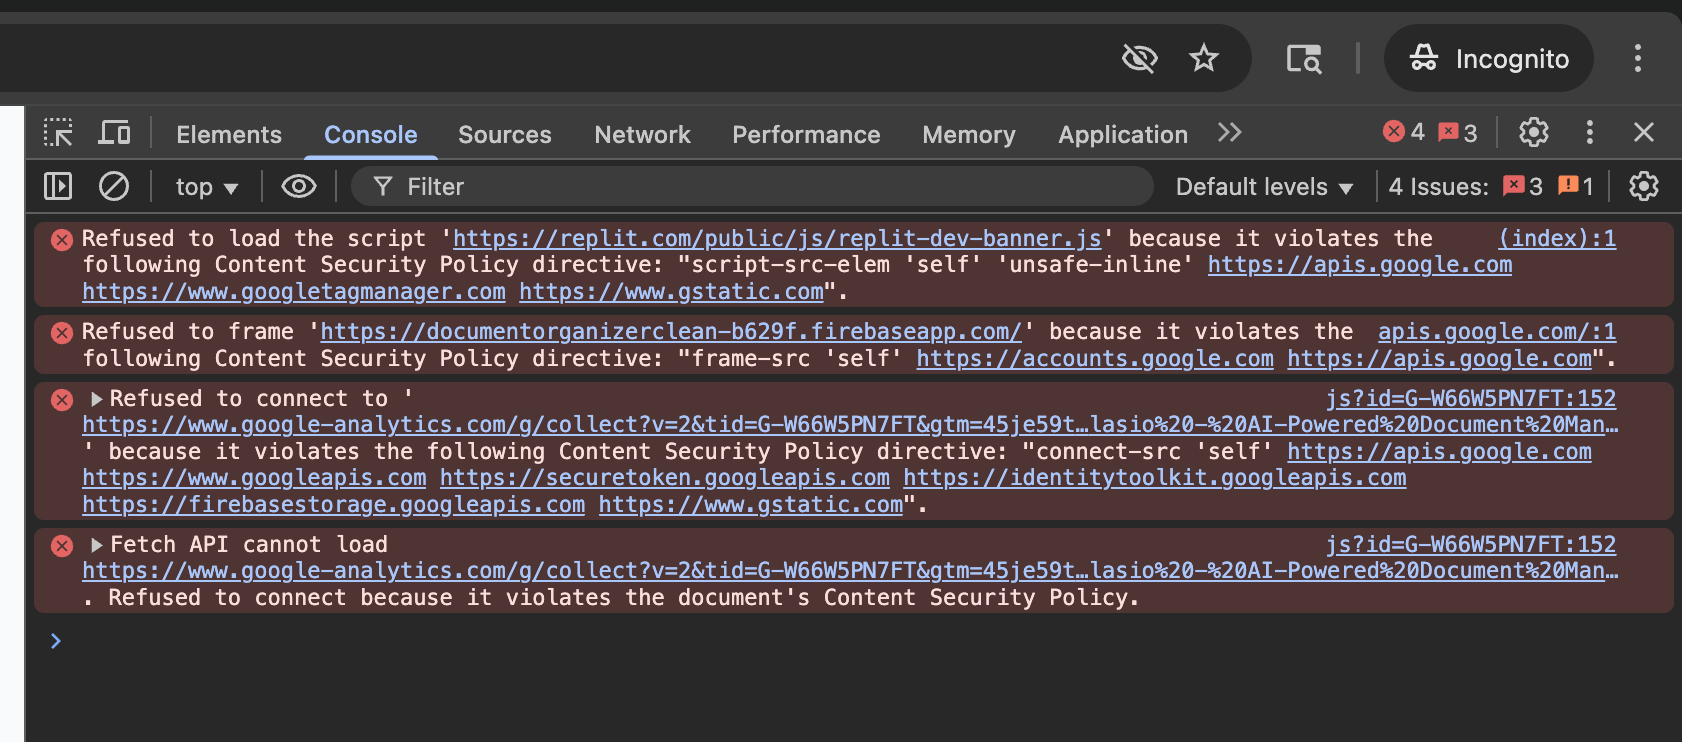 Incognito
Elements Console Sources Network Performance Memory Application 4 3
top Filter Default levels 4 Issues: 3 1
Refused to load the script 'https://replit.com/public/js/replit-dev-banner.js' because it violates the (index):1
following Content Security Policy directive: "script-src-elem 'self' 'unsafe-inline' https://apis.google.com
https://www.googletagmanager.com https://www.gstatic.com".
Refused to frame 'https://documentorganizerclean-b629f.firebaseapp.com/' because it violates the apis.google.com/:1
following Content Security Policy directive: "frame-src 'self' https://accounts.google.com https://apis.google.com".
Refused to connect to ' js?id=G-W66W5PN7FT:152
https://www.google-analytics.com/g/collect?v=2&tid=G-W66W5PN7FT&gtm=45je59t…lasio%20-%20AI-Powered%20Document%20Man…
' because it violates the following Content Security Policy directive: "connect-src 'self' https://apis.google.com
https://www.googleapis.com https://securetoken.googleapis.com https://identitytoolkit.googleapis.com
https://firebasestorage.googleapis.com https://www.gstatic.com".
Fetch API cannot load js?id=G-W66W5PN7FT:152
https://www.google-analytics.com/g/collect?v=2&tid=G-W66W5PN7FT&gtm=45je59t…lasio%20-%20AI-Powered%20Document%20Man…
. Refused to connect because it violates the document's Content Security Policy.